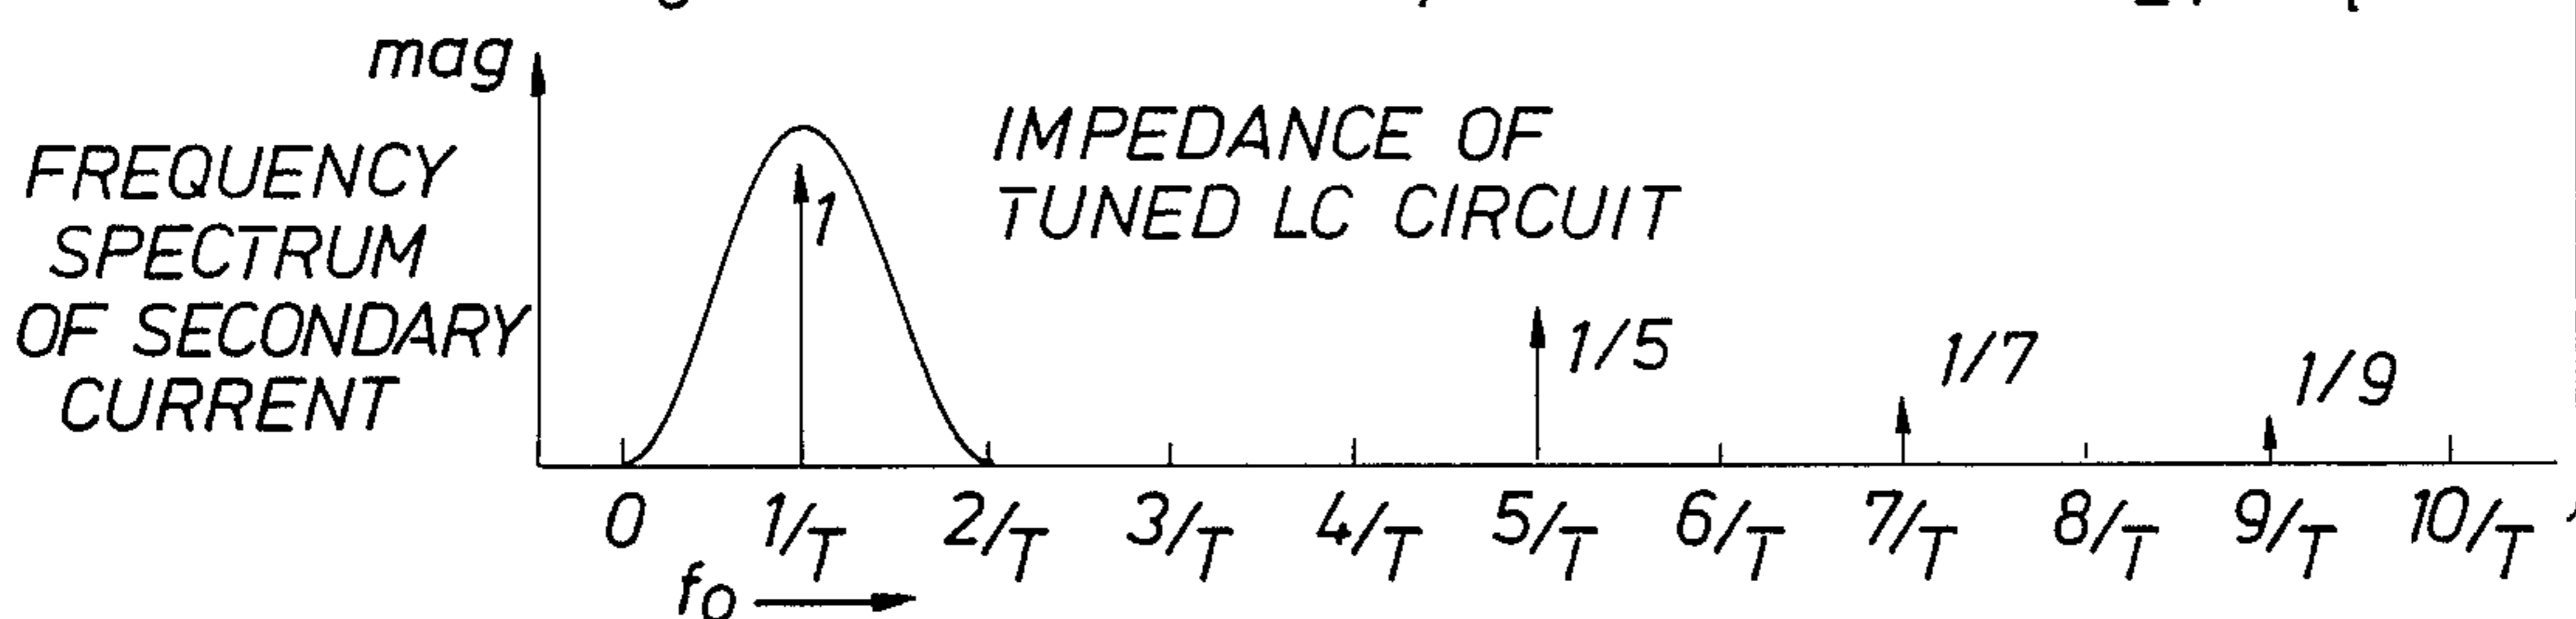 mag
FREQUENCY
SPECTRUM
OF SECONDARY
CURRENT
IMPEDANCE OF
TUNED LC CIRCUIT
1
1/5
1/7
1/9
0 1/T 2/T 3/T 4/T 5/T 6/T 7/T 8/T 9/T 10/T
fo